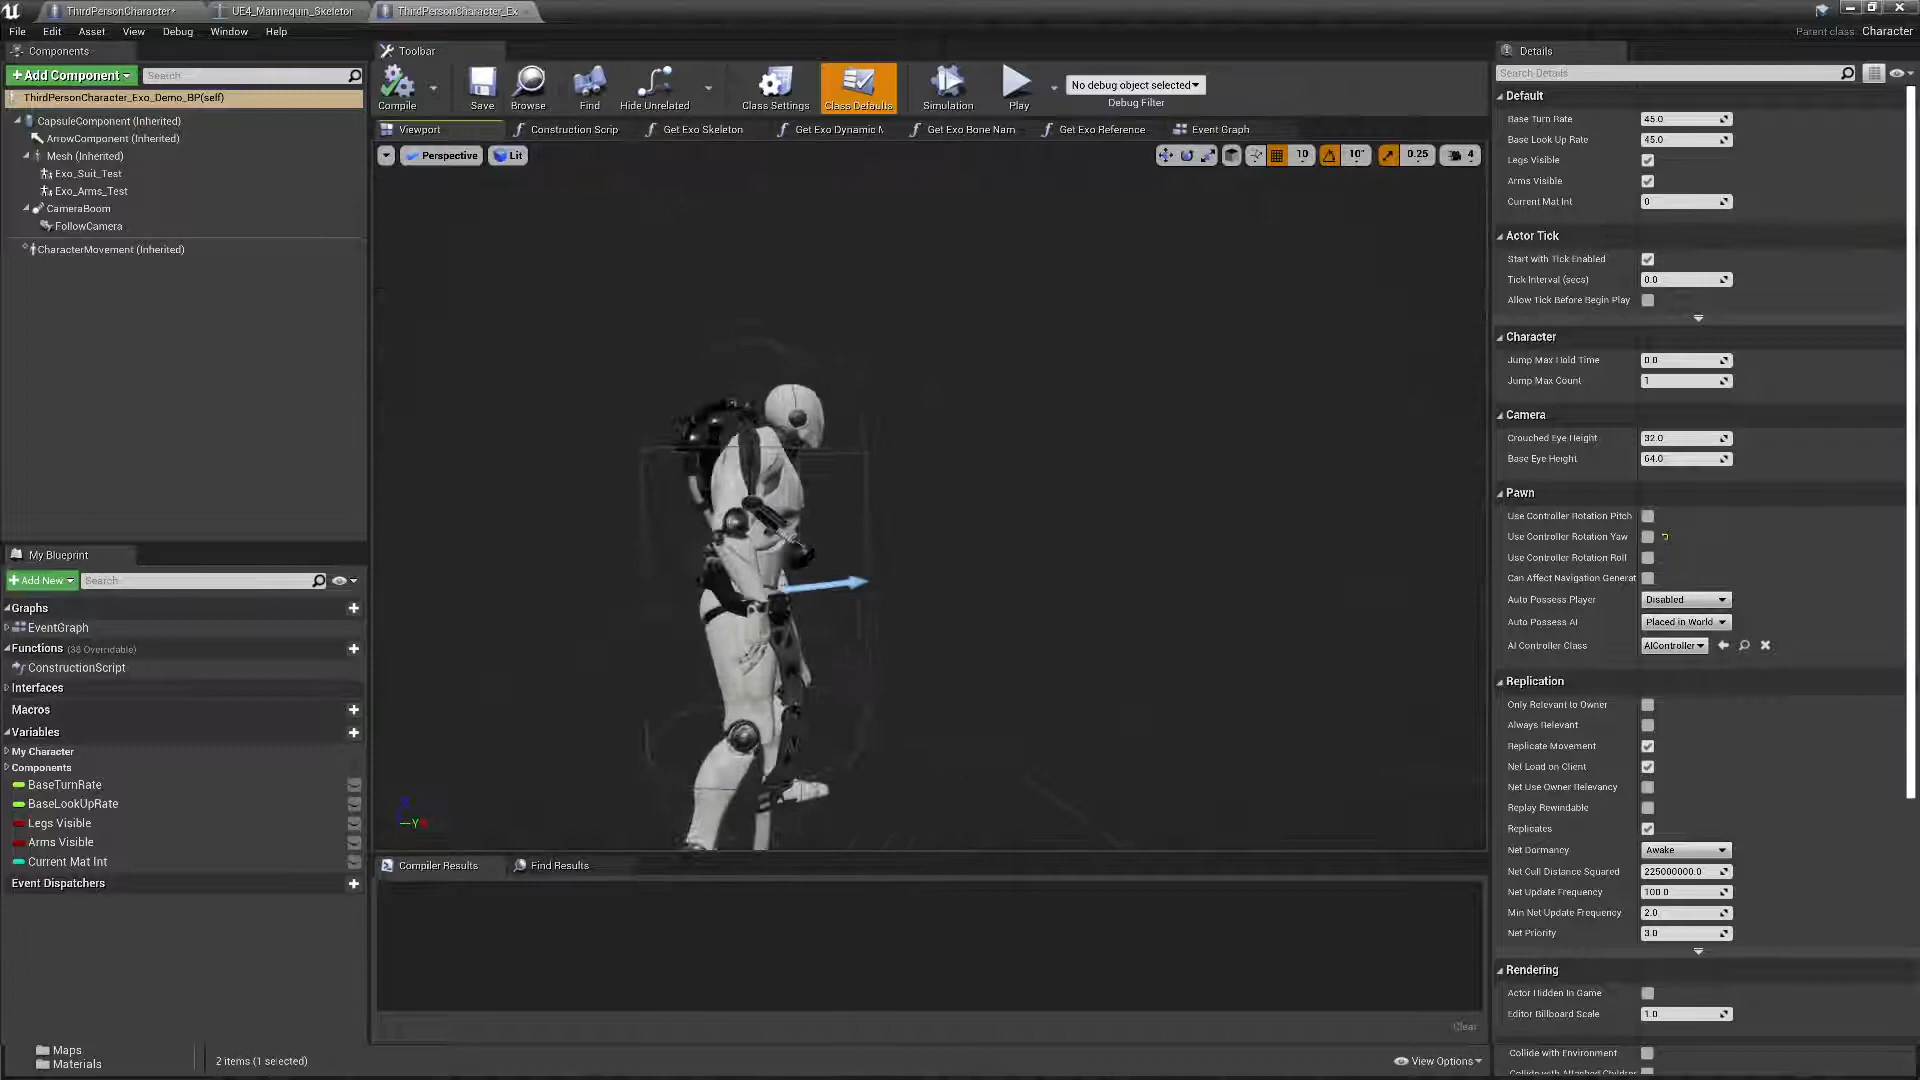 ThirdPersonCharacter*
UE4_Mannequin_Skeleton
ThirdPersonCharacter_Ex
File Edit Asset View Debug Window Help
Parent class: Character
Components
+Add Component
Search
ThirdPersonCharacter_Exo_Demo_BP(self)
CapsuleComponent (Inherited)
ArrowComponent (Inherited)
Mesh (Inherited)
Exo_Suit_Test
Exo_Arms_Test
CameraBoom
FollowCamera
CharacterMovement (Inherited)
Toolbar
Compile
Save
Browse
Find
Hide Unrelated
Class Settings
Class Defaults
Simulation
Play
No debug object selected
Debug Filter
Viewport
Construction Scrip
Get Exo Skeleton
Get Exo Dynamic M
Get Exo Bone Nam
Get Exo Reference
Event Graph
Perspective
Lit
10
10°
0.25
4
Z
Y
My Blueprint
+Add New
Search
Graphs
EventGraph
Functions (38 Overridable)
ConstructionScript
Interfaces
Macros
Variables
My Character
Components
BaseTurnRate
BaseLookUpRate
Legs Visible
Arms Visible
Current Mat Int
Event Dispatchers
Compiler Results
Find Results
Clear
Maps
Materials
2 items (1 selected)
View Options
Details
Search Details
Default
Base Turn Rate 45.0
Base Look Up Rate 45.0
Legs Visible
Arms Visible
Current Mat Int 0
Actor Tick
Start with Tick Enabled
Tick Interval (secs) 0.0
Allow Tick Before Begin Play
Character
Jump Max Hold Time 0.0
Jump Max Count 1
Camera
Crouched Eye Height 32.0
Base Eye Height 64.0
Pawn
Use Controller Rotation Pitch
Use Controller Rotation Yaw
Use Controller Rotation Roll
Can Affect Navigation Generat
Auto Possess Player Disabled
Auto Possess AI Placed in World
AI Controller Class AIController
Replication
Only Relevant to Owner
Always Relevant
Replicate Movement
Net Load on Client
Net Use Owner Relevancy
Replay Rewindable
Replicates
Net Dormancy Awake
Net Cull Distance Squared 225000000.0
Net Update Frequency 100.0
Min Net Update Frequency 2.0
Net Priority 3.0
Rendering
Actor Hidden In Game
Editor Billboard Scale 1.0
Collide with Environment
Collide with Attached Children